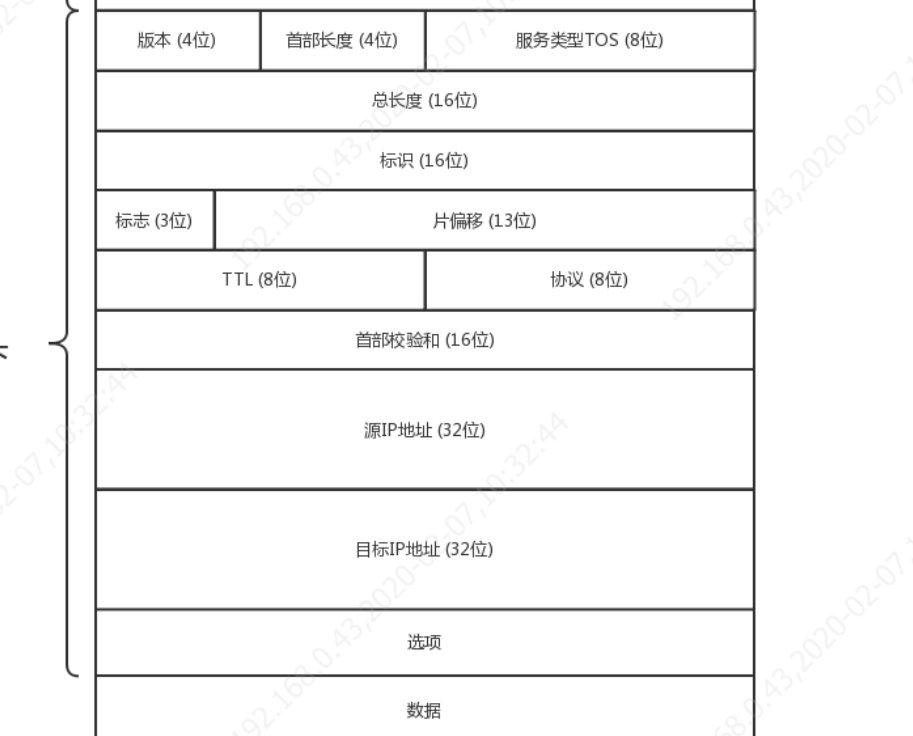 版本 (4位) 首部长度 (4位) 服务类型TOS (8位)
总长度 (16位)
标识 (16位)
标志 (3位) 片偏移 (13位)
TTL (8位) 协议 (8位)
首部校验和 (16位)
源IP地址 (32位)
目标IP地址 (32位)
选项
数据
192.168.0.43,2020-02-07,10:32:44